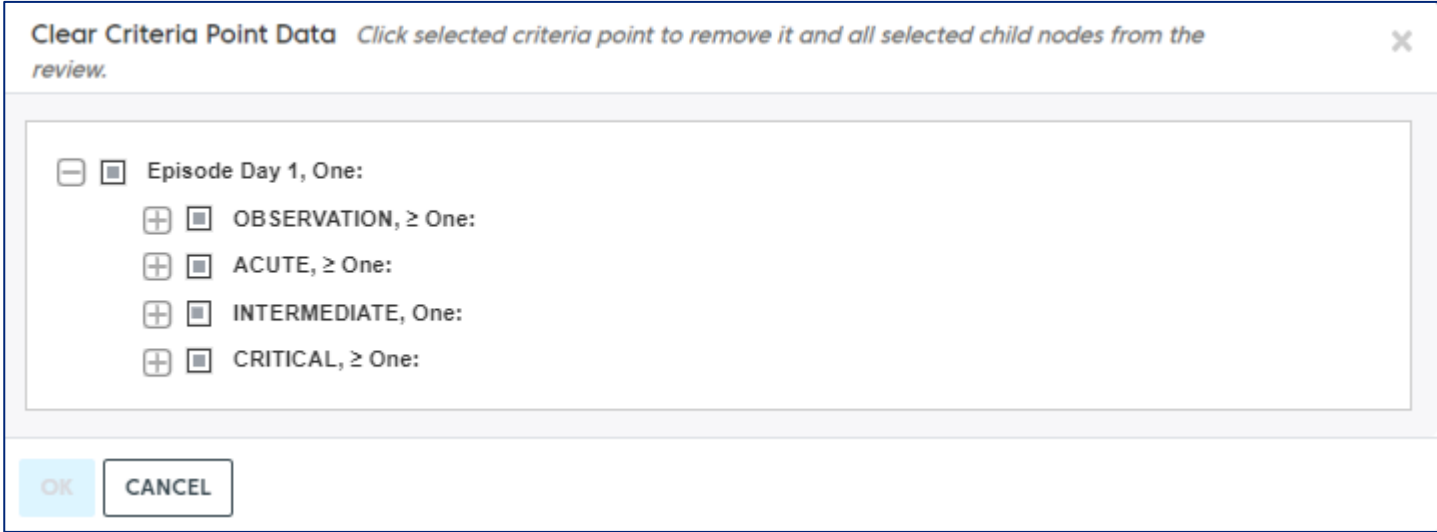 Clear Criteria Point Data Click selected criteria point to remove it and all selected child nodes from the
review.
Episode Day 1, One:
OBSERVATION, ≥ One:
ACUTE, ≥ One:
INTERMEDIATE, One:
CRITICAL, ≥ One:
OK CANCEL